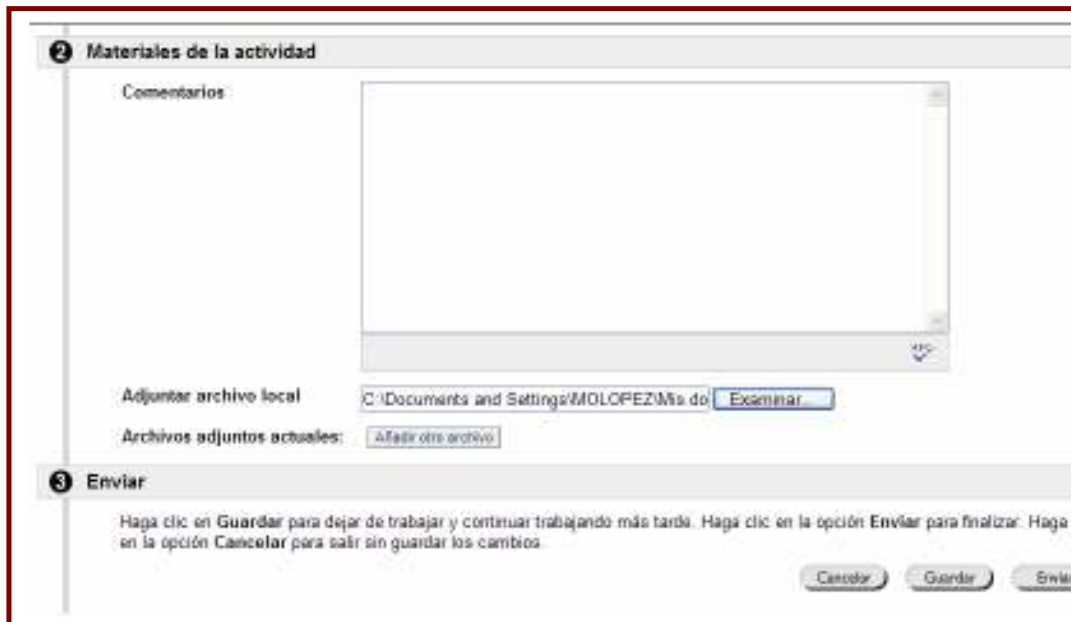 2 Materiales de la actividad
Comentarios
Adjuntar archivo local C:\Documents and Settings\MOLOPEZ\Mis do Examinar...
Archivos adjuntos actuales: Añadir otro archivo
3 Enviar
Haga clic en Guardar para dejar de trabajar y continuar trabajando más tarde. Haga clic en la opción Enviar para finalizar. Haga
en la opción Cancelar para salir sin guardar los cambios.
Cancelar Guardar Enviar